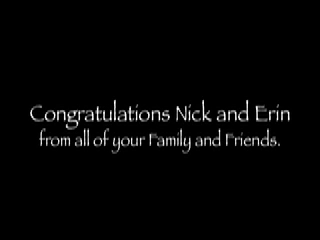 Congratulations Nick and Erin
from all of your Family and Friends.